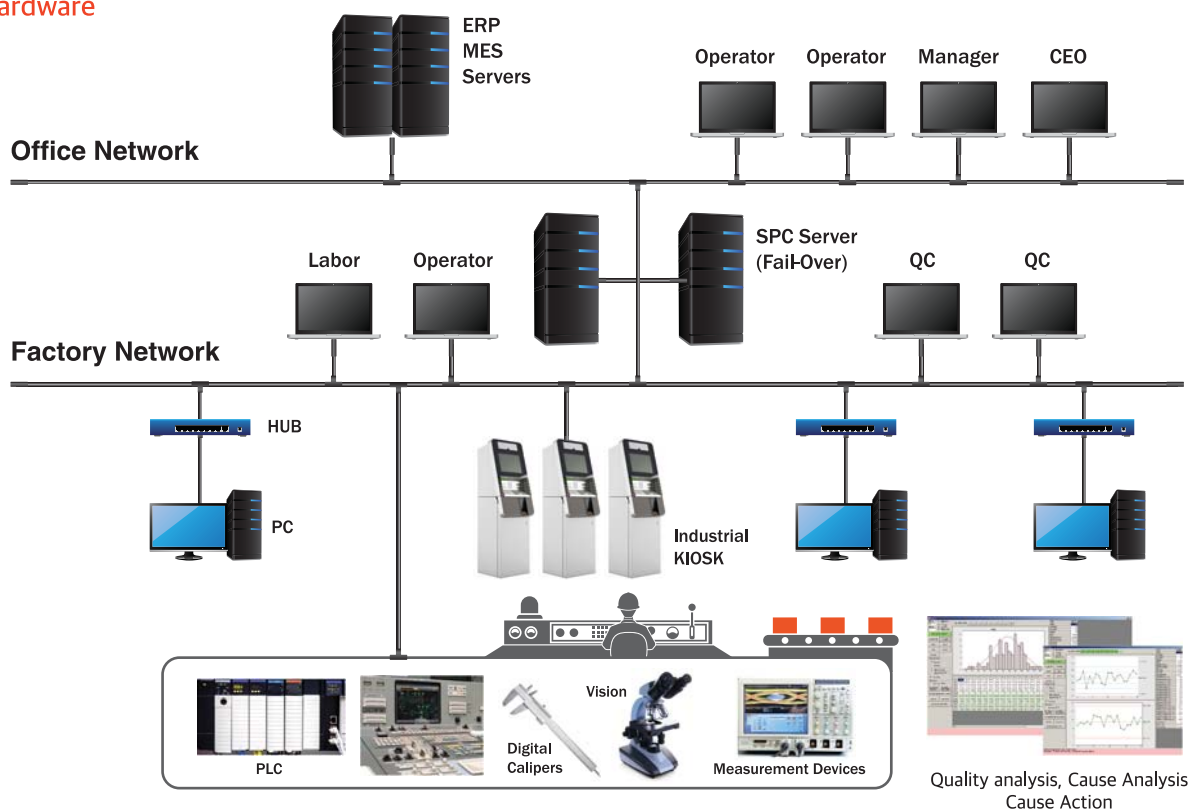 ardware
ERP
MES
Servers
Operator
Operator
Manager
CEO
Office Network
SPC Server
(Fail-Over)
Labor
Operator
QC
QC
Factory Network
HUB
PC
Industrial
KIOSK
Vision
Digital
Calipers
PLC
Measurement Devices
Quality analysis, Cause Analysis
Cause Action